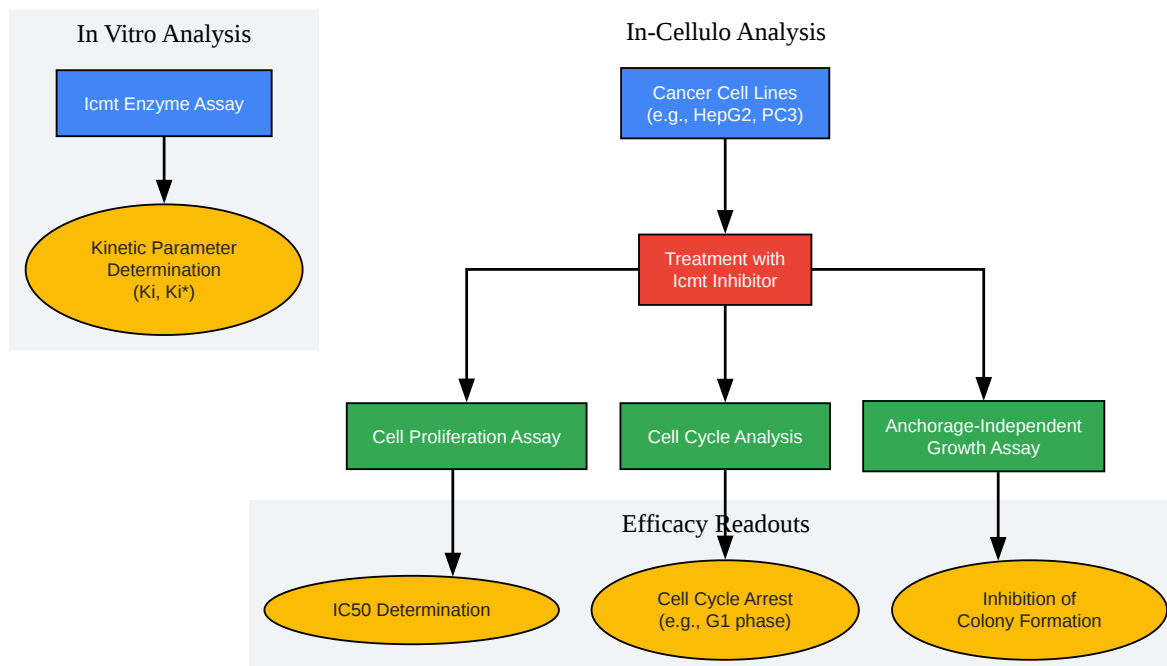 In Vitro Analysis
Icmt Enzyme Assay
Kinetic Parameter
Determination
(Ki, Ki*)
In-Cellulo Analysis
Cancer Cell Lines
(e.g., HepG2, PC3)
Treatment with
Icmt Inhibitor
Cell Proliferation Assay
Cell Cycle Analysis
Anchorage-Independent
Growth Assay
Efficacy Readouts
IC50 Determination
Cell Cycle Arrest
(e.g., G1 phase)
Inhibition of
Colony Formation